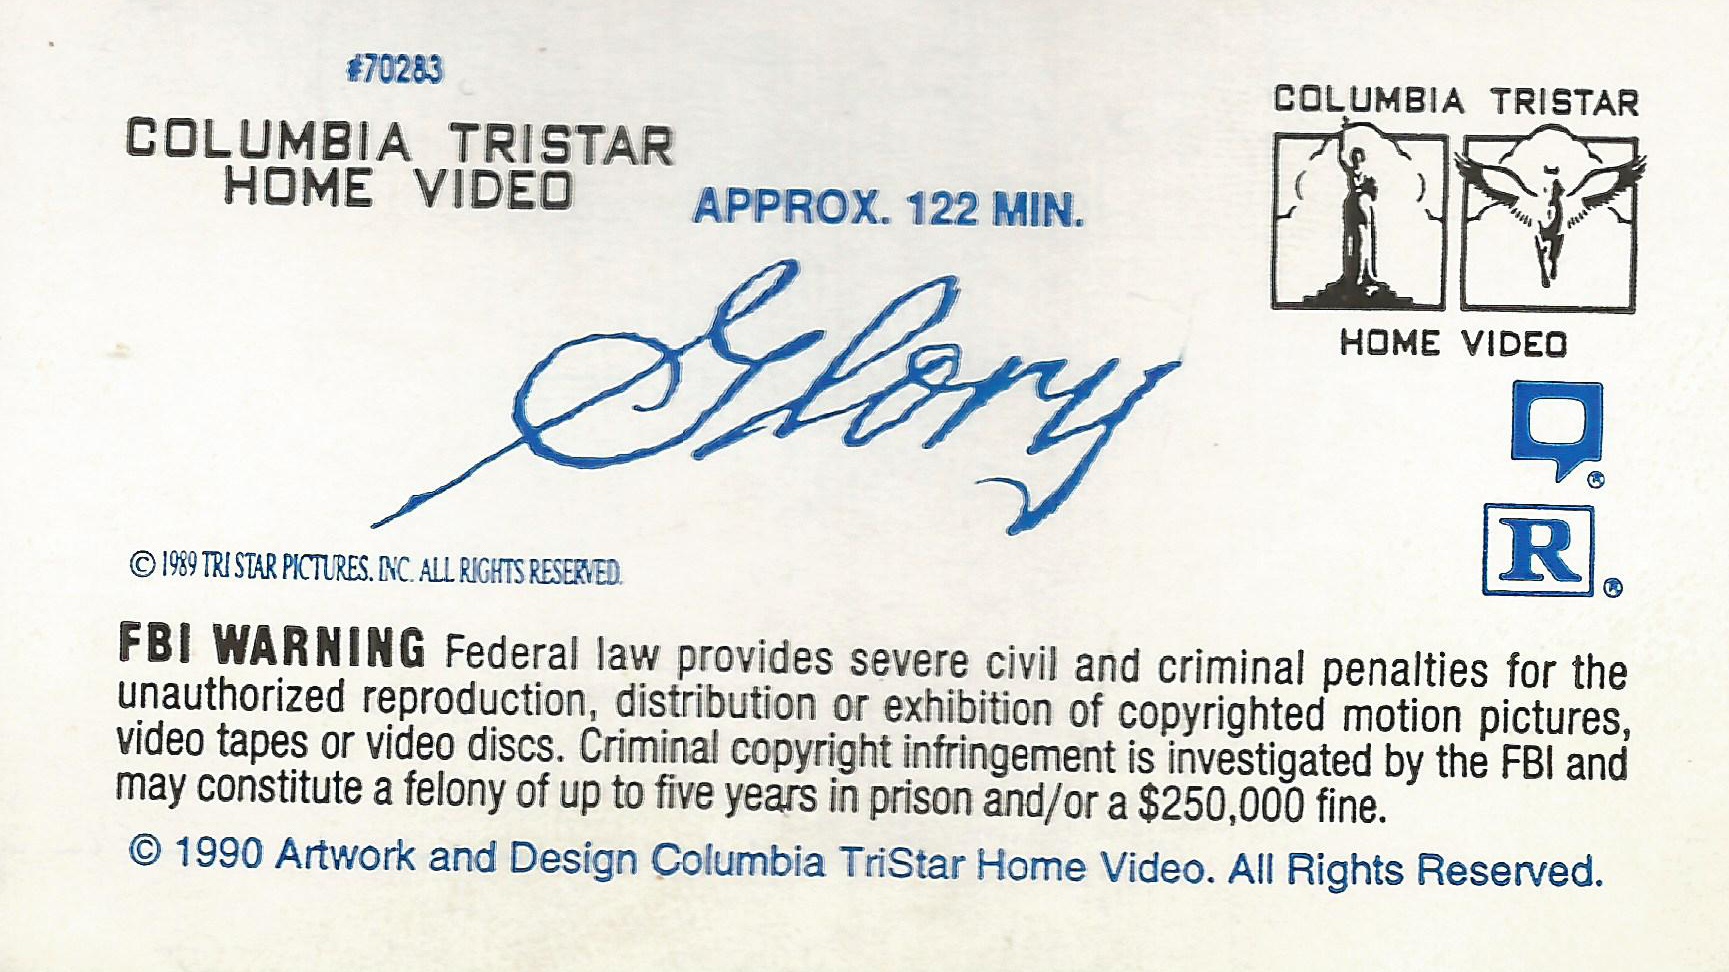 #70283
COLUMBIA TRISTAR
HOME VIDEO
APPROX. 122 MIN.
COLUMBIA TRISTAR
HOME VIDEO
Glory
®
R®
© 1989 TRI STAR PICTURES, INC. ALL RIGHTS RESERVED.
FBI WARNING Federal law provides severe civil and criminal penalties for the
unauthorized reproduction, distribution or exhibition of copyrighted motion pictures,
video tapes or video discs. Criminal copyright infringement is investigated by the FBI and
may constitute a felony of up to five years in prison and/or a $250,000 fine.
© 1990 Artwork and Design Columbia TriStar Home Video. All Rights Reserved.